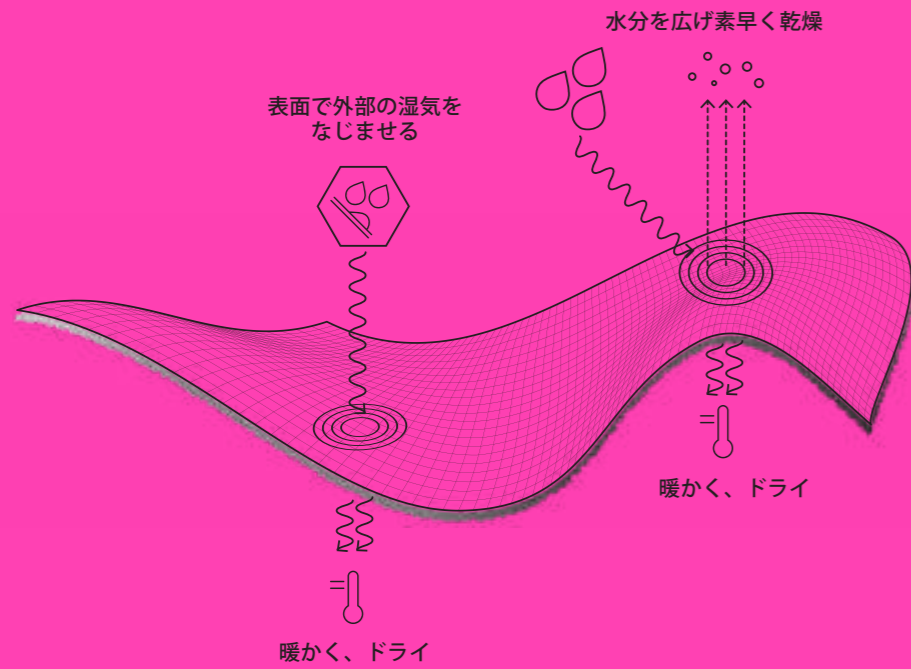 水分を広げ素早く乾燥
表面で外部の湿気を
なじませる
暖かく、ドライ
暖かく、ドライ